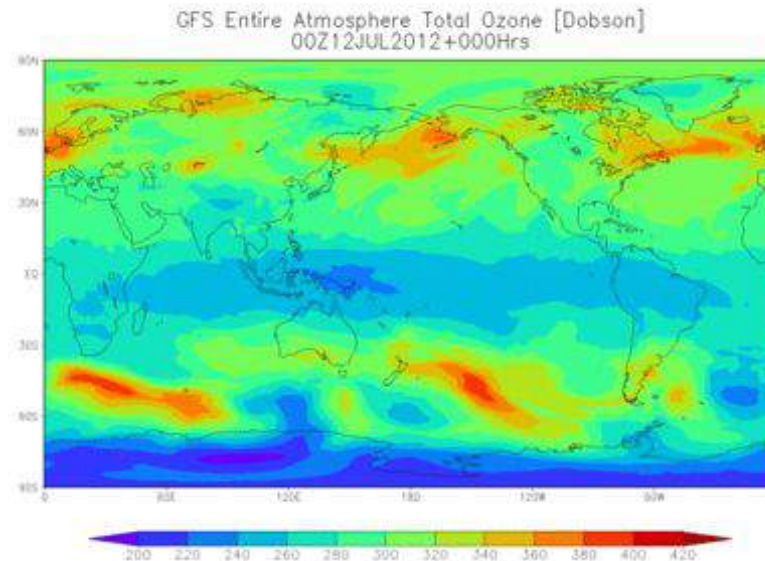 GFS Entire Atmosphere Total Ozone [Dobson]
00Z12JUL2012+000Hrs
90N
60N
30N
EQ
30S
60S
90S
0 60E 120E 180 120W 60W
200 220 240 260 280 300 320 340 360 380 400 420